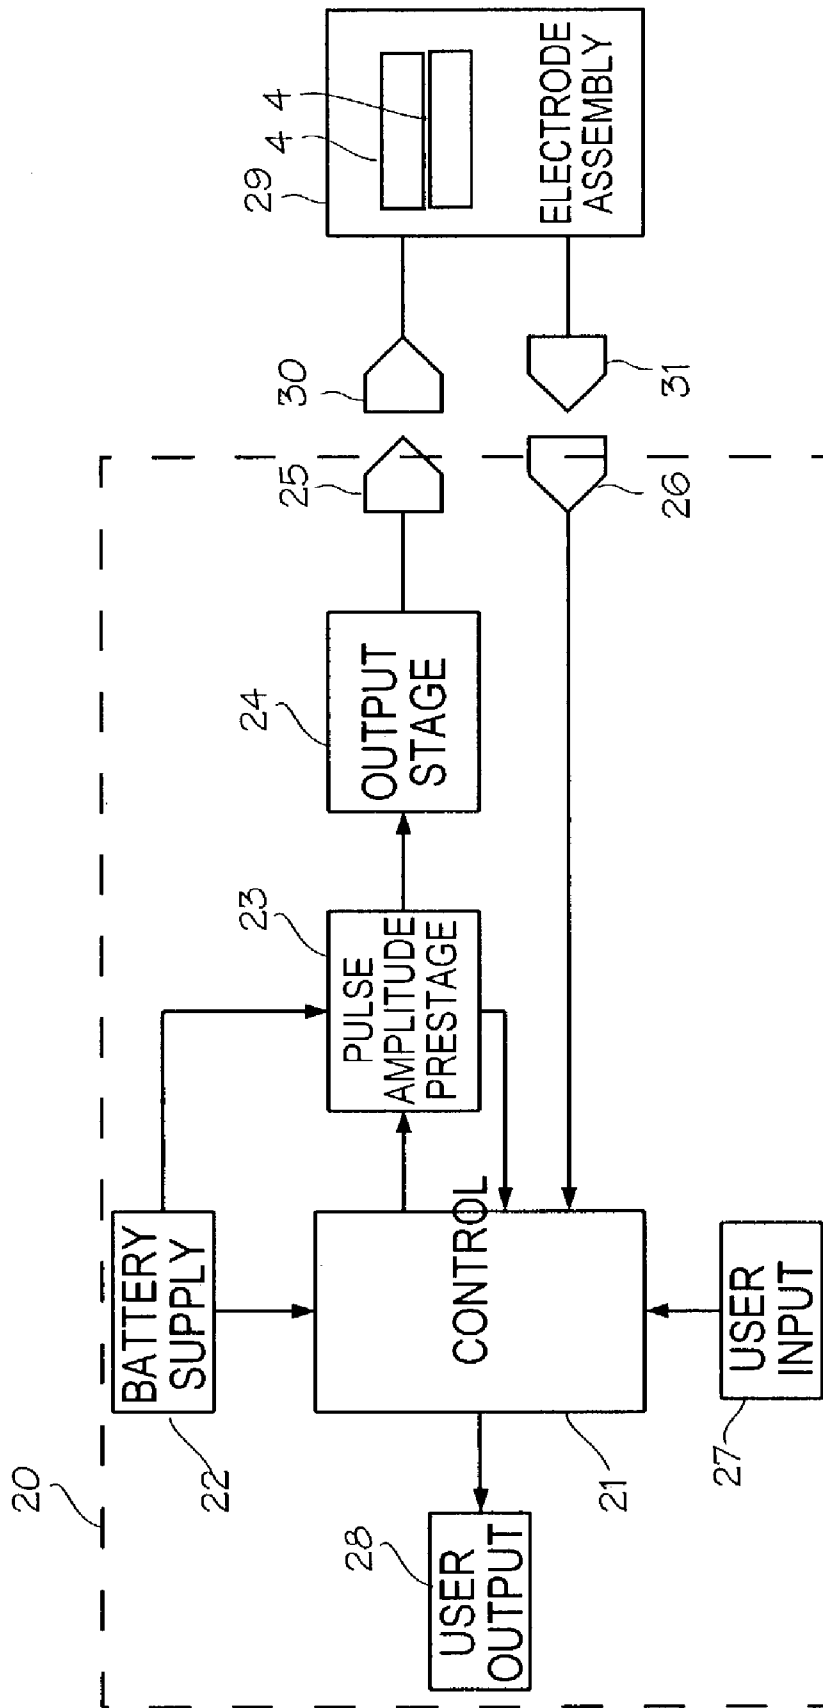 20
BATTERY
SUPPLY
22
USER
OUTPUT
28
CONTROL
21
USER
INPUT
27
PULSE
AMPLITUDE
PRESTAGE
23
OUTPUT
STAGE
24
25
26
30
31
29
4
4
ELECTRODE
ASSEMBLY